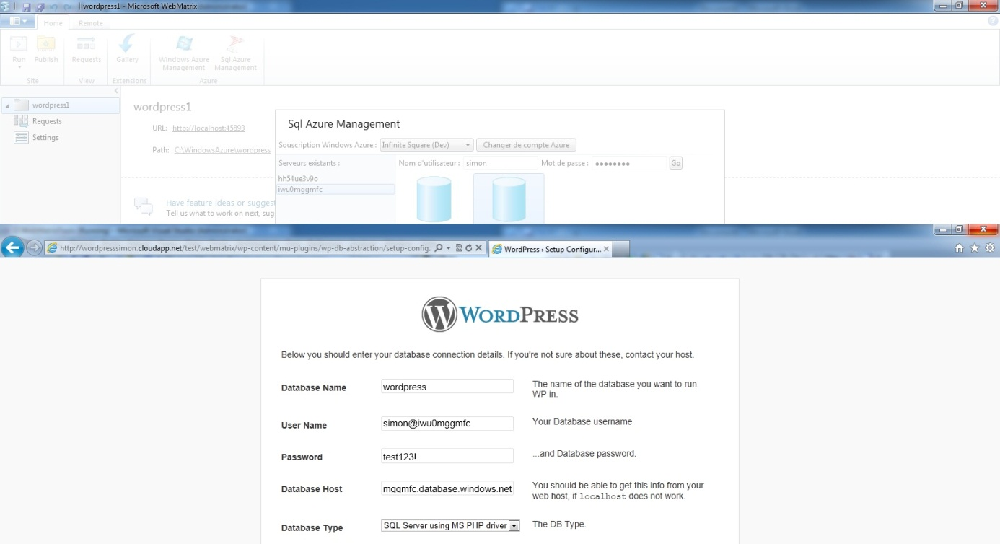 wordpress1 - Microsoft WebMatrix
Home Remote
Run Publish Requests Gallery Windows Azure Management Sql Azure Management
Site View Extensions Azure
wordpress1
Requests
Settings
wordpress1
URL: http://localhost:45893
Path: C:\WindowsAzure\wordpress
Have feature ideas or suggest
Tell us what to work on next, sug
Sql Azure Management
Souscription Windows Azure : Infinite Square (Dev) Changer de compte Azure
Serveurs existants : Nom d'utilisateur : simon Mot de passe : •••••••• Go
hh54ue3v9o
iwu0mggmfc
http://wordpresssimon.cloudapp.net/test/webmatrix/wp-content/mu-plugins/wp-db-abstraction/setup-config. WordPress › Setup Configur...
WORDPRESS
Below you should enter your database connection details. If you're not sure about these, contact your host.
Database Name wordpress The name of the database you want to run
WP in.
User Name simon@iwu0mggmfc Your Database username
Password test123! ...and Database password.
Database Host mggmfc.database.windows.net You should be able to get this info from your
web host, if localhost does not work.
Database Type SQL Server using MS PHP driver The DB Type.